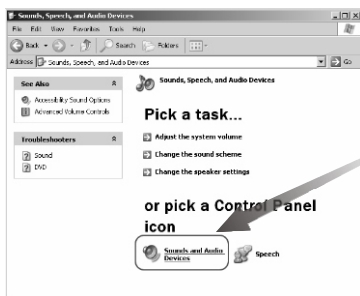 Sounds, Speech, and Audio Devices
File Edit View Favorites Tools Help
Back Search Folders
Address Sounds, Speech, and Audio Devices Go
See Also
Accessibility Sound Options
Advanced Volume Controls
Troubleshooters
Sound
DVD
Sounds, Speech, and Audio Devices
Pick a task...
Adjust the system volume
Change the sound scheme
Change the speaker settings
or pick a Control Panel
icon
Sounds and Audio
Devices
Speech